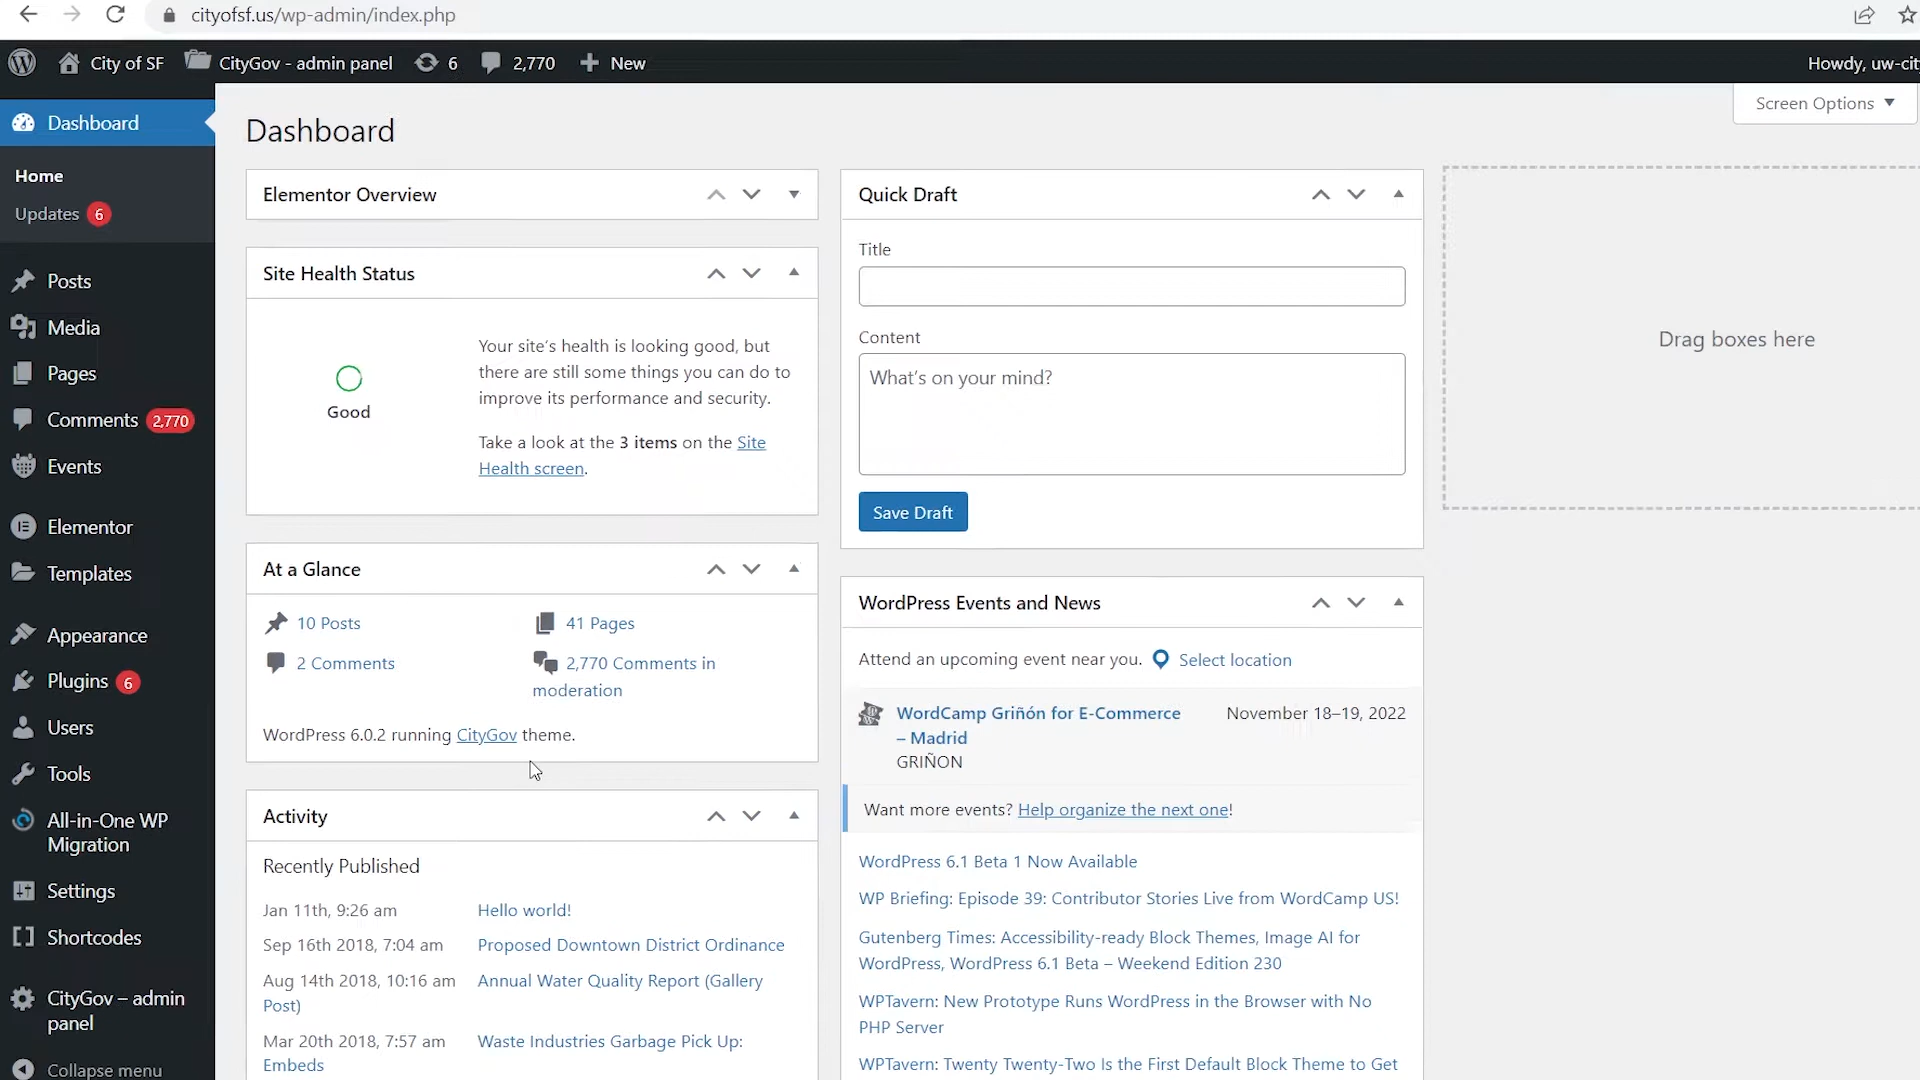 cityofsf.us/wp-admin/index.php
City of SF
CityGov - admin panel
6
2,770
New
Howdy, uw-cit
Screen Options
Dashboard
Home
Updates 6
Posts
Media
Pages
Comments 2,770
Events
Elementor
Templates
Appearance
Plugins 6
Users
Tools
All-in-One WP
Migration
Settings
Shortcodes
CityGov – admin
panel
Collapse menu
Dashboard
Elementor Overview
Site Health Status
Good
Your site’s health is looking good, but
there are still some things you can do to
improve its performance and security.
Take a look at the 3 items on the Site
Health screen.
At a Glance
10 Posts
41 Pages
2 Comments
2,770 Comments in
moderation
WordPress 6.0.2 running CityGov theme.
Activity
Recently Published
Jan 11th, 9:26 am Hello world!
Sep 16th 2018, 7:04 am Proposed Downtown District Ordinance
Aug 14th 2018, 10:16 am Annual Water Quality Report (Gallery
Post)
Mar 20th 2018, 7:57 am Waste Industries Garbage Pick Up:
Embeds
Quick Draft
Title
Content
What’s on your mind?
Save Draft
WordPress Events and News
Attend an upcoming event near you. Select location
WordCamp Griñón for E-Commerce November 18–19, 2022
– Madrid
GRIÑON
Want more events? Help organize the next one!
WordPress 6.1 Beta 1 Now Available
WP Briefing: Episode 39: Contributor Stories Live from WordCamp US!
Gutenberg Times: Accessibility-ready Block Themes, Image AI for
WordPress, WordPress 6.1 Beta – Weekend Edition 230
WPTavern: New Prototype Runs WordPress in the Browser with No
PHP Server
WPTavern: Twenty Twenty-Two Is the First Default Block Theme to Get
Drag boxes here